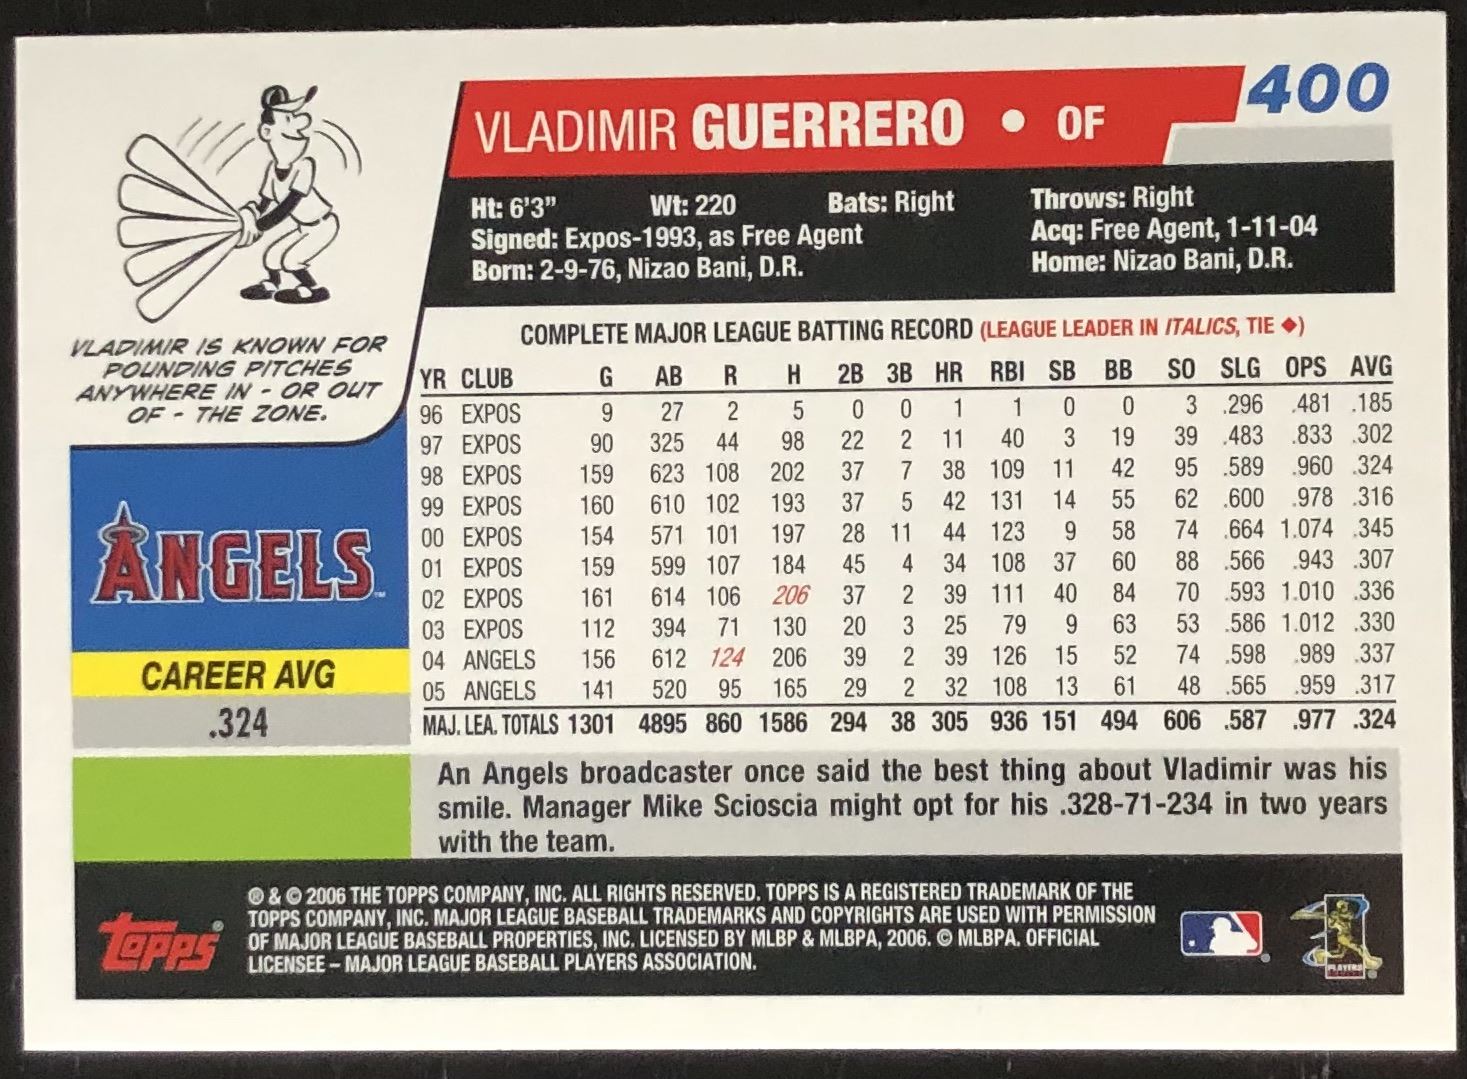 400
VLADIMIR GUERRERO • OF
Ht: 6'3" Wt: 220 Bats: Right Throws: Right
Signed: Expos-1993, as Free Agent Acq: Free Agent, 1-11-04
Born: 2-9-76, Nizao Bani, D.R. Home: Nizao Bani, D.R.
VLADIMIR IS KNOWN FOR
POUNDING PITCHES
ANYWHERE IN - OR OUT
OF - THE ZONE.
ANGELS
CAREER AVG
.324
COMPLETE MAJOR LEAGUE BATTING RECORD (LEAGUE LEADER IN ITALICS, TIE ◆)
YR CLUB G AB R H 2B 3B HR RBI SB BB SO SLG OPS AVG
96 EXPOS 9 27 2 5 0 0 1 1 0 0 3 .296 .481 .185
97 EXPOS 90 325 44 98 22 2 11 40 3 19 39 .483 .833 .302
98 EXPOS 159 623 108 202 37 7 38 109 11 42 95 .589 .960 .324
99 EXPOS 160 610 102 193 37 5 42 131 14 55 62 .600 .978 .316
00 EXPOS 154 571 101 197 28 11 44 123 9 58 74 .664 1.074 .345
01 EXPOS 159 599 107 184 45 4 34 108 37 60 88 .566 .943 .307
02 EXPOS 161 614 106 206 37 2 39 111 40 84 70 .593 1.010 .336
03 EXPOS 112 394 71 130 20 3 25 79 9 63 53 .586 1.012 .330
04 ANGELS 156 612 124 206 39 2 39 126 15 52 74 .598 .989 .337
05 ANGELS 141 520 95 165 29 2 32 108 13 61 48 .565 .959 .317
MAJ. LEA. TOTALS 1301 4895 860 1586 294 38 305 936 151 494 606 .587 .977 .324
An Angels broadcaster once said the best thing about Vladimir was his
smile. Manager Mike Scioscia might opt for his .328-71-234 in two years
with the team.
Topps®
® & © 2006 THE TOPPS COMPANY, INC. ALL RIGHTS RESERVED. TOPPS IS A REGISTERED TRADEMARK OF THE
TOPPS COMPANY, INC. MAJOR LEAGUE BASEBALL TRADEMARKS AND COPYRIGHTS ARE USED WITH PERMISSION
OF MAJOR LEAGUE BASEBALL PROPERTIES, INC. LICENSED BY MLBP & MLBPA, 2006. © MLBPA. OFFICIAL
LICENSEE – MAJOR LEAGUE BASEBALL PLAYERS ASSOCIATION.
PLAYERS